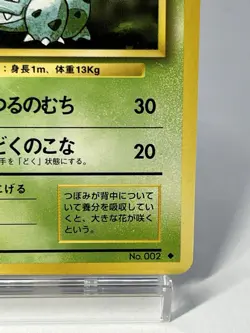 ：身長1m、体重13Kg
つるのむち 30
どくのこな 20
手を「どく」状態にする。
にげる
つぼみが背中についてい
て養分を吸収してい
くと、大きな花が咲くと
いう。
No.002 ◆